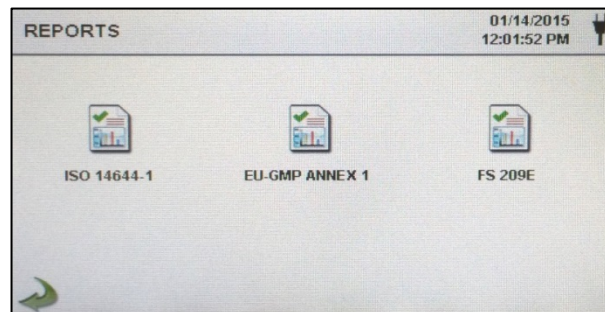 REPORTS
01/14/2015
12:01:52 PM
ISO 14644-1
EU-GMP ANNEX 1
FS 209E